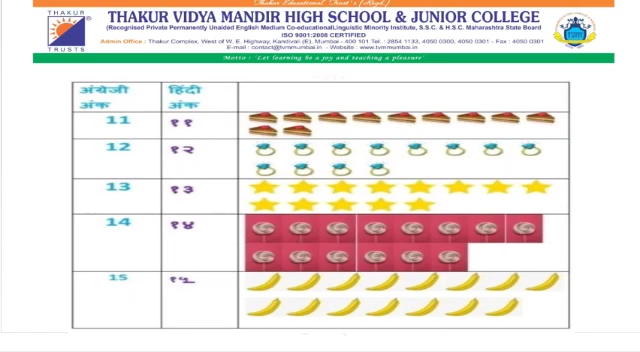 Thakur Educational Trust's (Regd.)
THAKUR VIDYA MANDIR HIGH SCHOOL & JUNIOR COLLEGE
(Recognised Private Permanently Unaided English Medium Co-educational,Linguistic Minority Institute, S.S.C. & H.S.C. Maharashtra State Board
ISO 9001:2008 CERTIFIED
Admin Office : Thakur Complex, West of W. E. Highway, Kandivali (E), Mumbai - 400 101 Tel. : 2854 1133, 4050 0300, 4050 0301 - Fax : 4050 0301
E-mail : contact@tvmmumbai.in - Website : www.tvmmumbai.in
Motto : 'Let learning be a joy and teaching a pleasure'
THAKUR
TRUSTS
अंग्रेजी अंक हिंदी अंक
11 ११
12 १२
13 १३
14 १४
15 १५